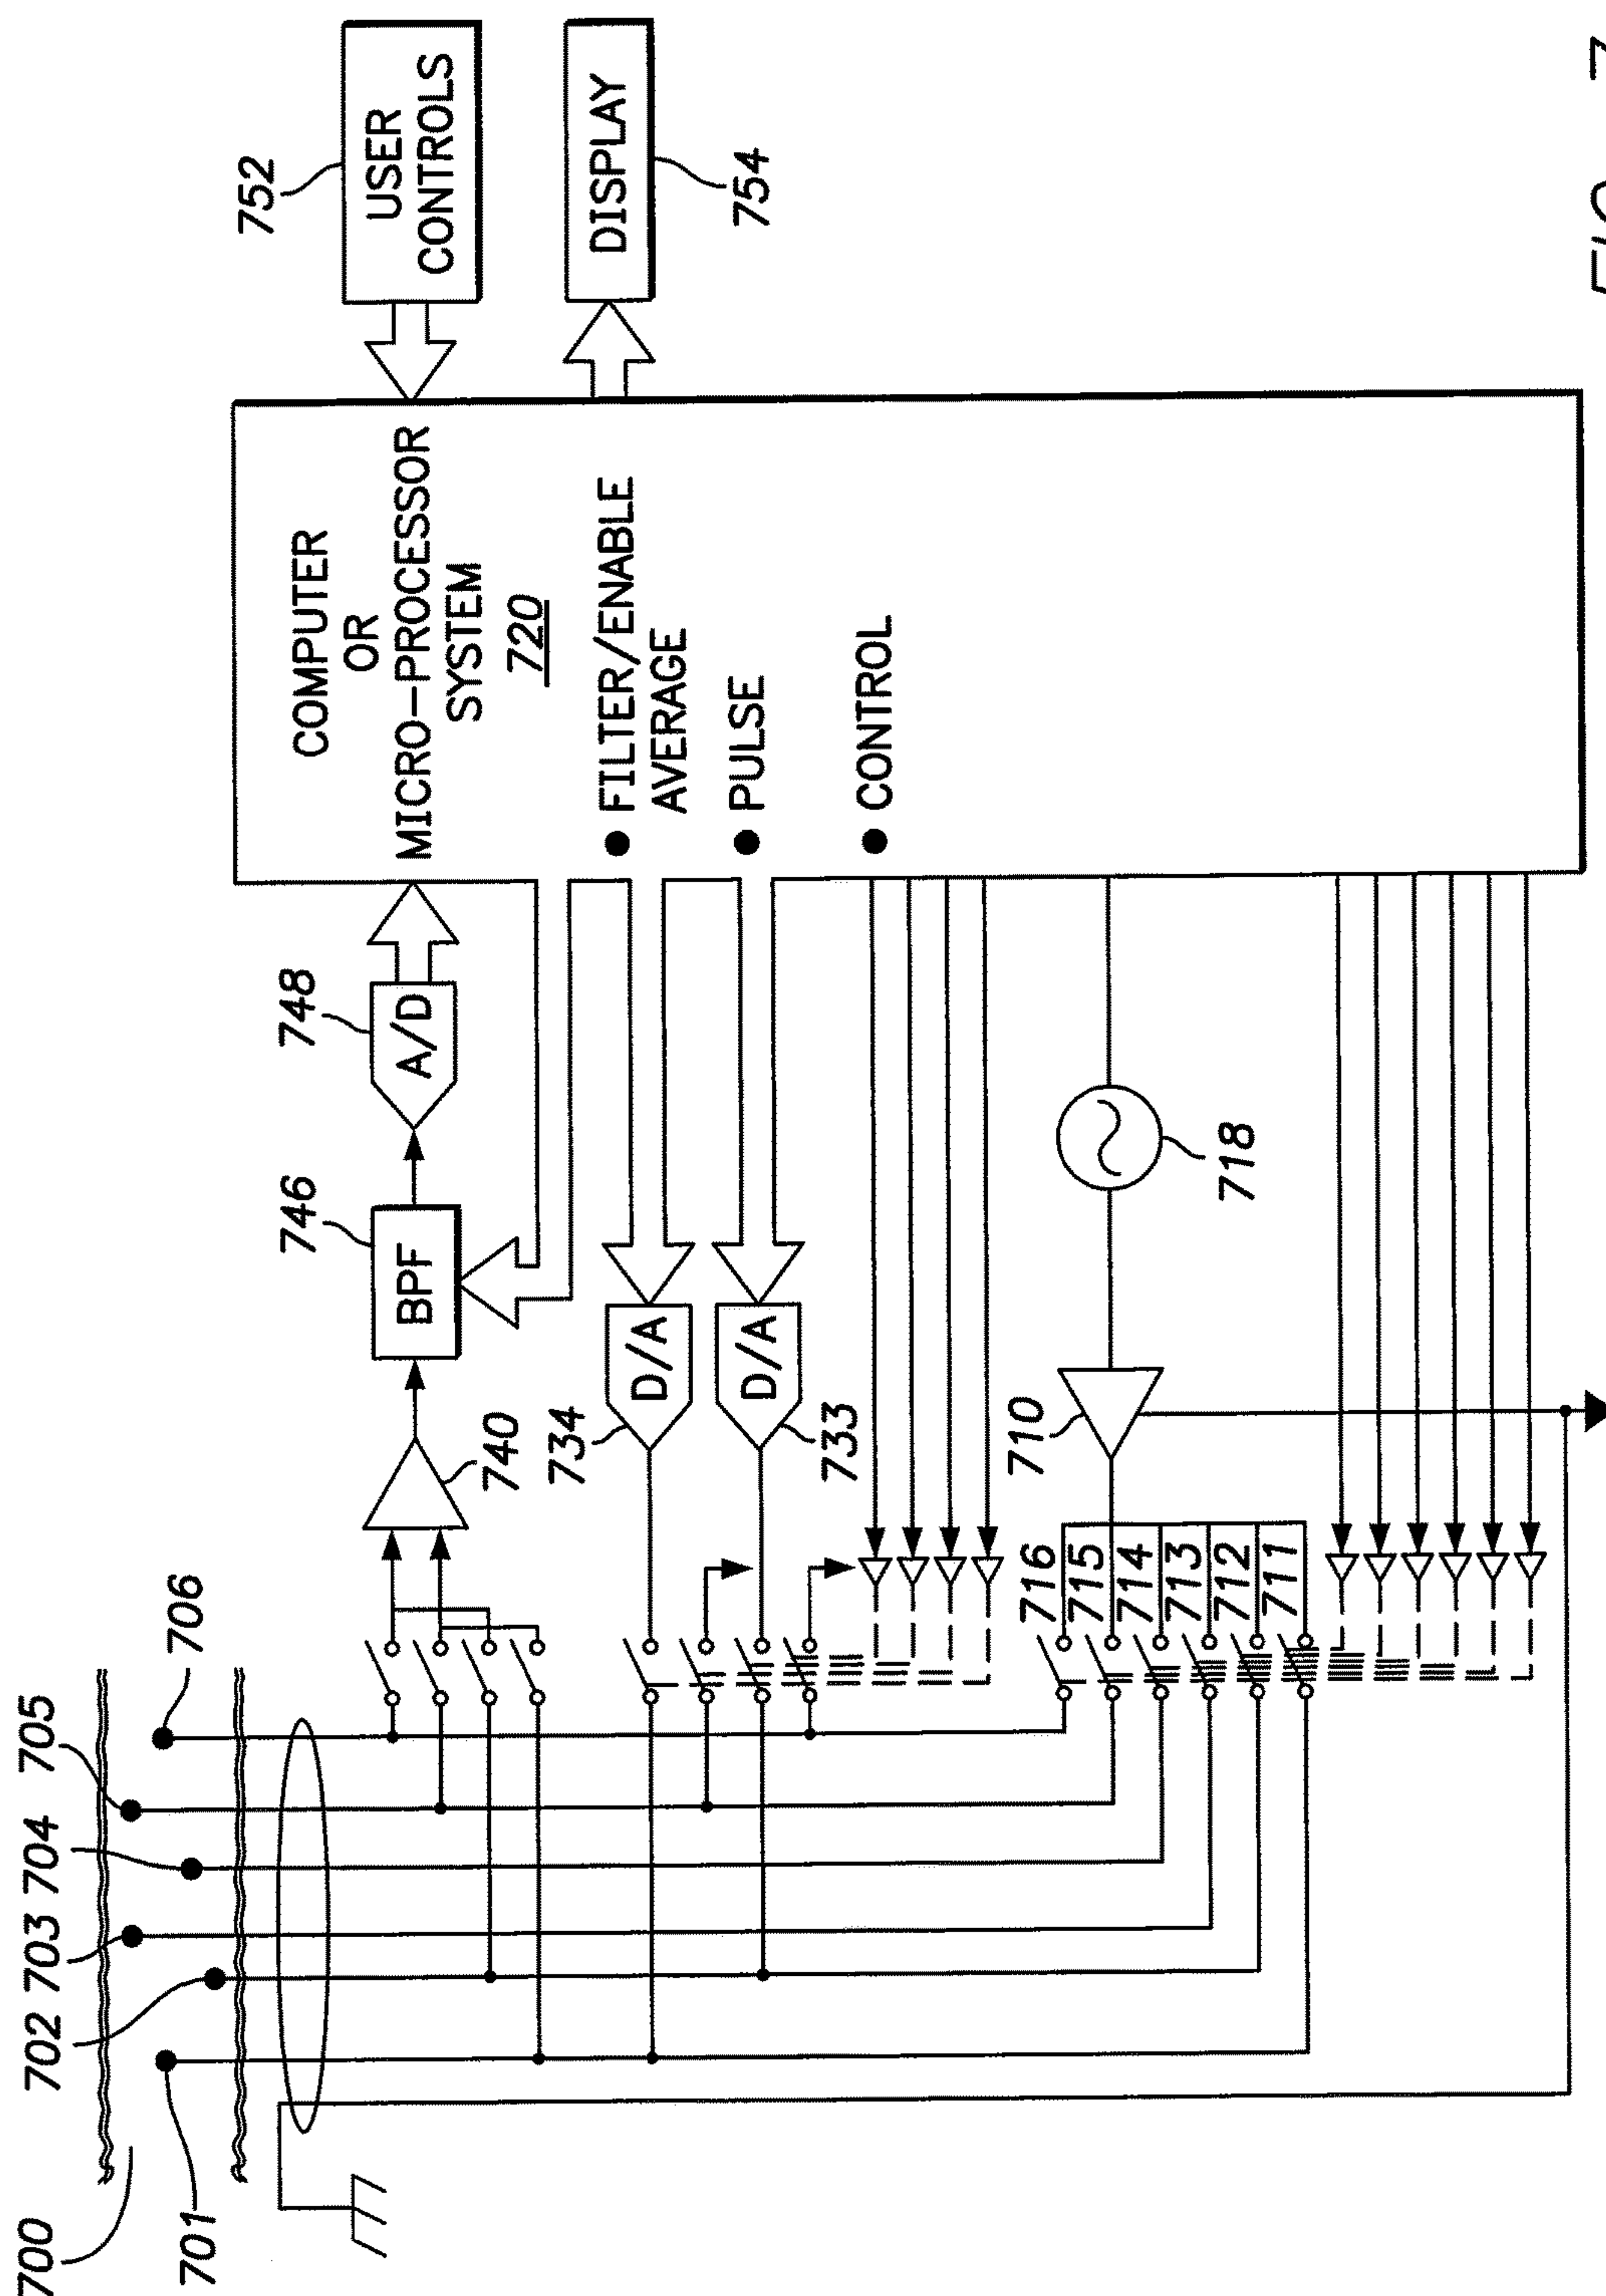 700
701
702
703
704
705
706
740
746
BPF
748
A/D
COMPUTER
OR
MICRO-PROCESSOR
SYSTEM
720
● FILTER/ENABLE
AVERAGE
● PULSE
● CONTROL
752
USER
CONTROLS
DISPLAY
754
734
D/A
D/A
733
710
718
716
715
714
713
712
711